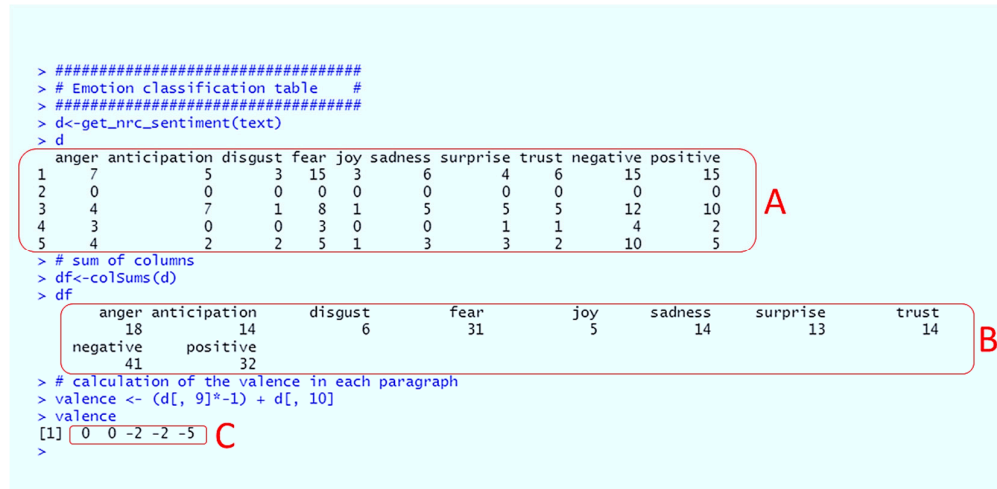 > ###################################
> # Emotion classification table    #
> ###################################
> d<-get_nrc_sentiment(text)
> d
  anger anticipation disgust fear joy sadness surprise trust negative positive
1     7            5       3   15   3       6        4     6       15       15
2     0            0       0    0   0       0        0     0        0        0
3     4            7       1    8   1       5        5     5       12       10
4     3            0       0    3   0       0        1     1        4        2
5     4            2       2    5   1       3        3     2       10        5
A
> # sum of columns
> df<-colSums(d)
> df
       anger anticipation      disgust         fear          joy      sadness     surprise        trust
          18           14            6           31            5           14           13           14
    negative     positive
          41           32
B
> # calculation of the valence in each paragraph
> valence <- (d[, 9]*-1) + d[, 10]
> valence
[1]  0  0 -2 -2 -5
C
>